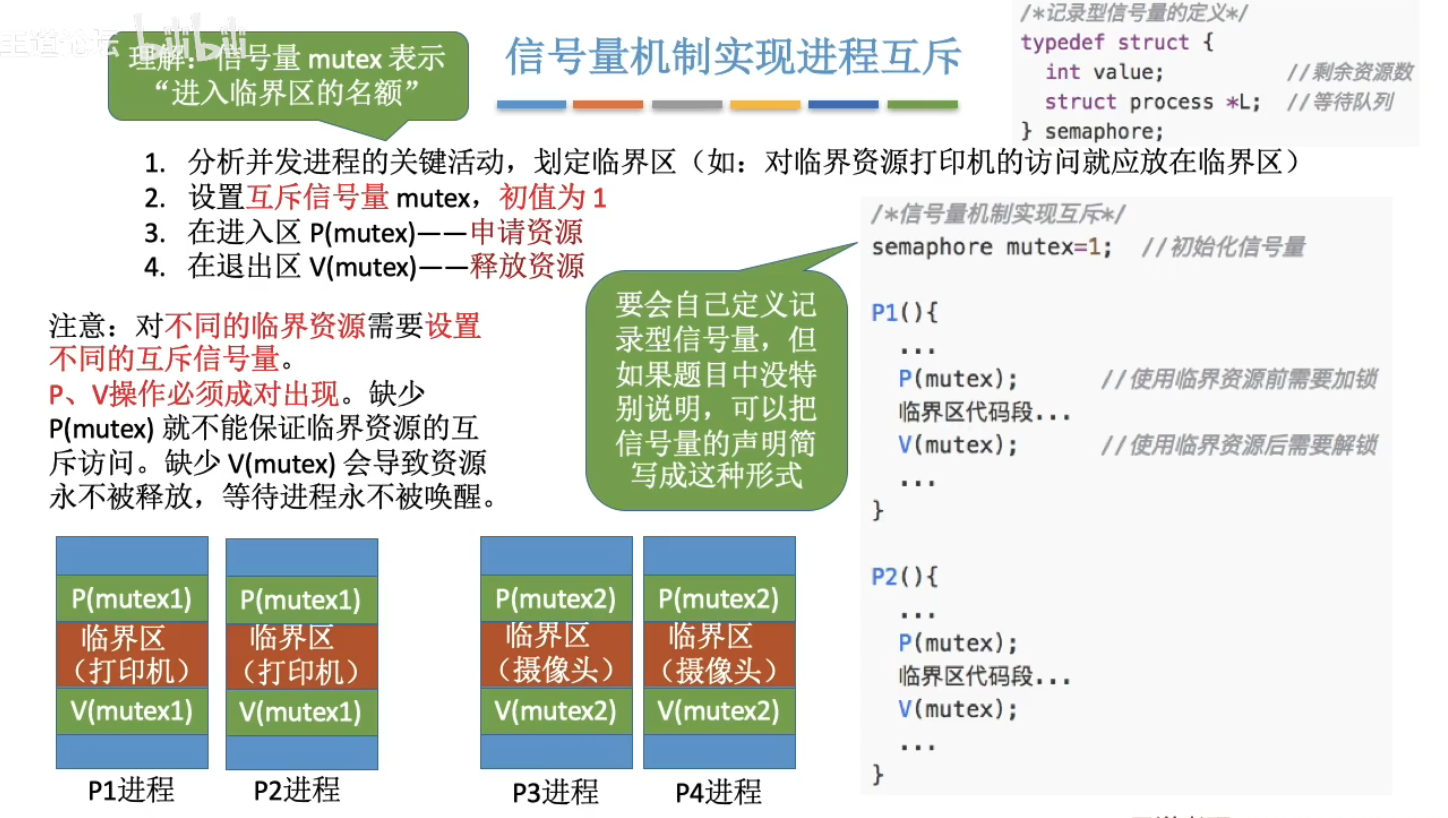 王道论坛 bilibili
理解：信号量 mutex 表示
“进入临界区的名额”
信号量机制实现进程互斥
/*记录型信号量的定义*/
typedef struct {
int value; //剩余资源数
struct process *L; //等待队列
} semaphore;
1. 分析并发进程的关键活动，划定临界区（如：对临界资源打印机的访问就应放在临界区）
2. 设置互斥信号量 mutex，初值为 1
3. 在进入区 P(mutex)——申请资源
4. 在退出区 V(mutex)——释放资源
注意：对不同的临界资源需要设置
不同的互斥信号量。
P、V操作必须成对出现。缺少
P(mutex) 就不能保证临界资源的互
斥访问。缺少 V(mutex) 会导致资源
永不被释放，等待进程永不被唤醒。
要会自己定义记
录型信号量，但
如果题目中没特
别说明，可以把
信号量的声明简
写成这种形式
/*信号量机制实现互斥*/
semaphore mutex=1; //初始化信号量
P1(){
...
P(mutex); //使用临界资源前需要加锁
临界区代码段...
V(mutex); //使用临界资源后需要解锁
...
}
P2(){
...
P(mutex);
临界区代码段...
V(mutex);
...
}
P(mutex1)
临界区
（打印机）
V(mutex1)
P1进程
P(mutex1)
临界区
（打印机）
V(mutex1)
P2进程
P(mutex2)
临界区
（摄像头）
V(mutex2)
P3进程
P(mutex2)
临界区
（摄像头）
V(mutex2)
P4进程